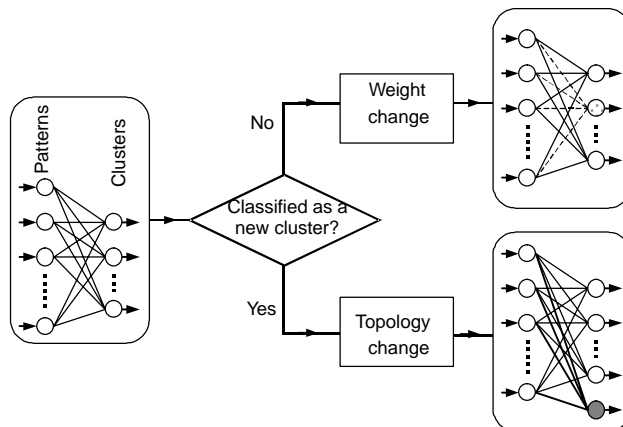 Patterns
Clusters
No
Weight
change
Classified as a
new cluster?
Yes
Topology
change